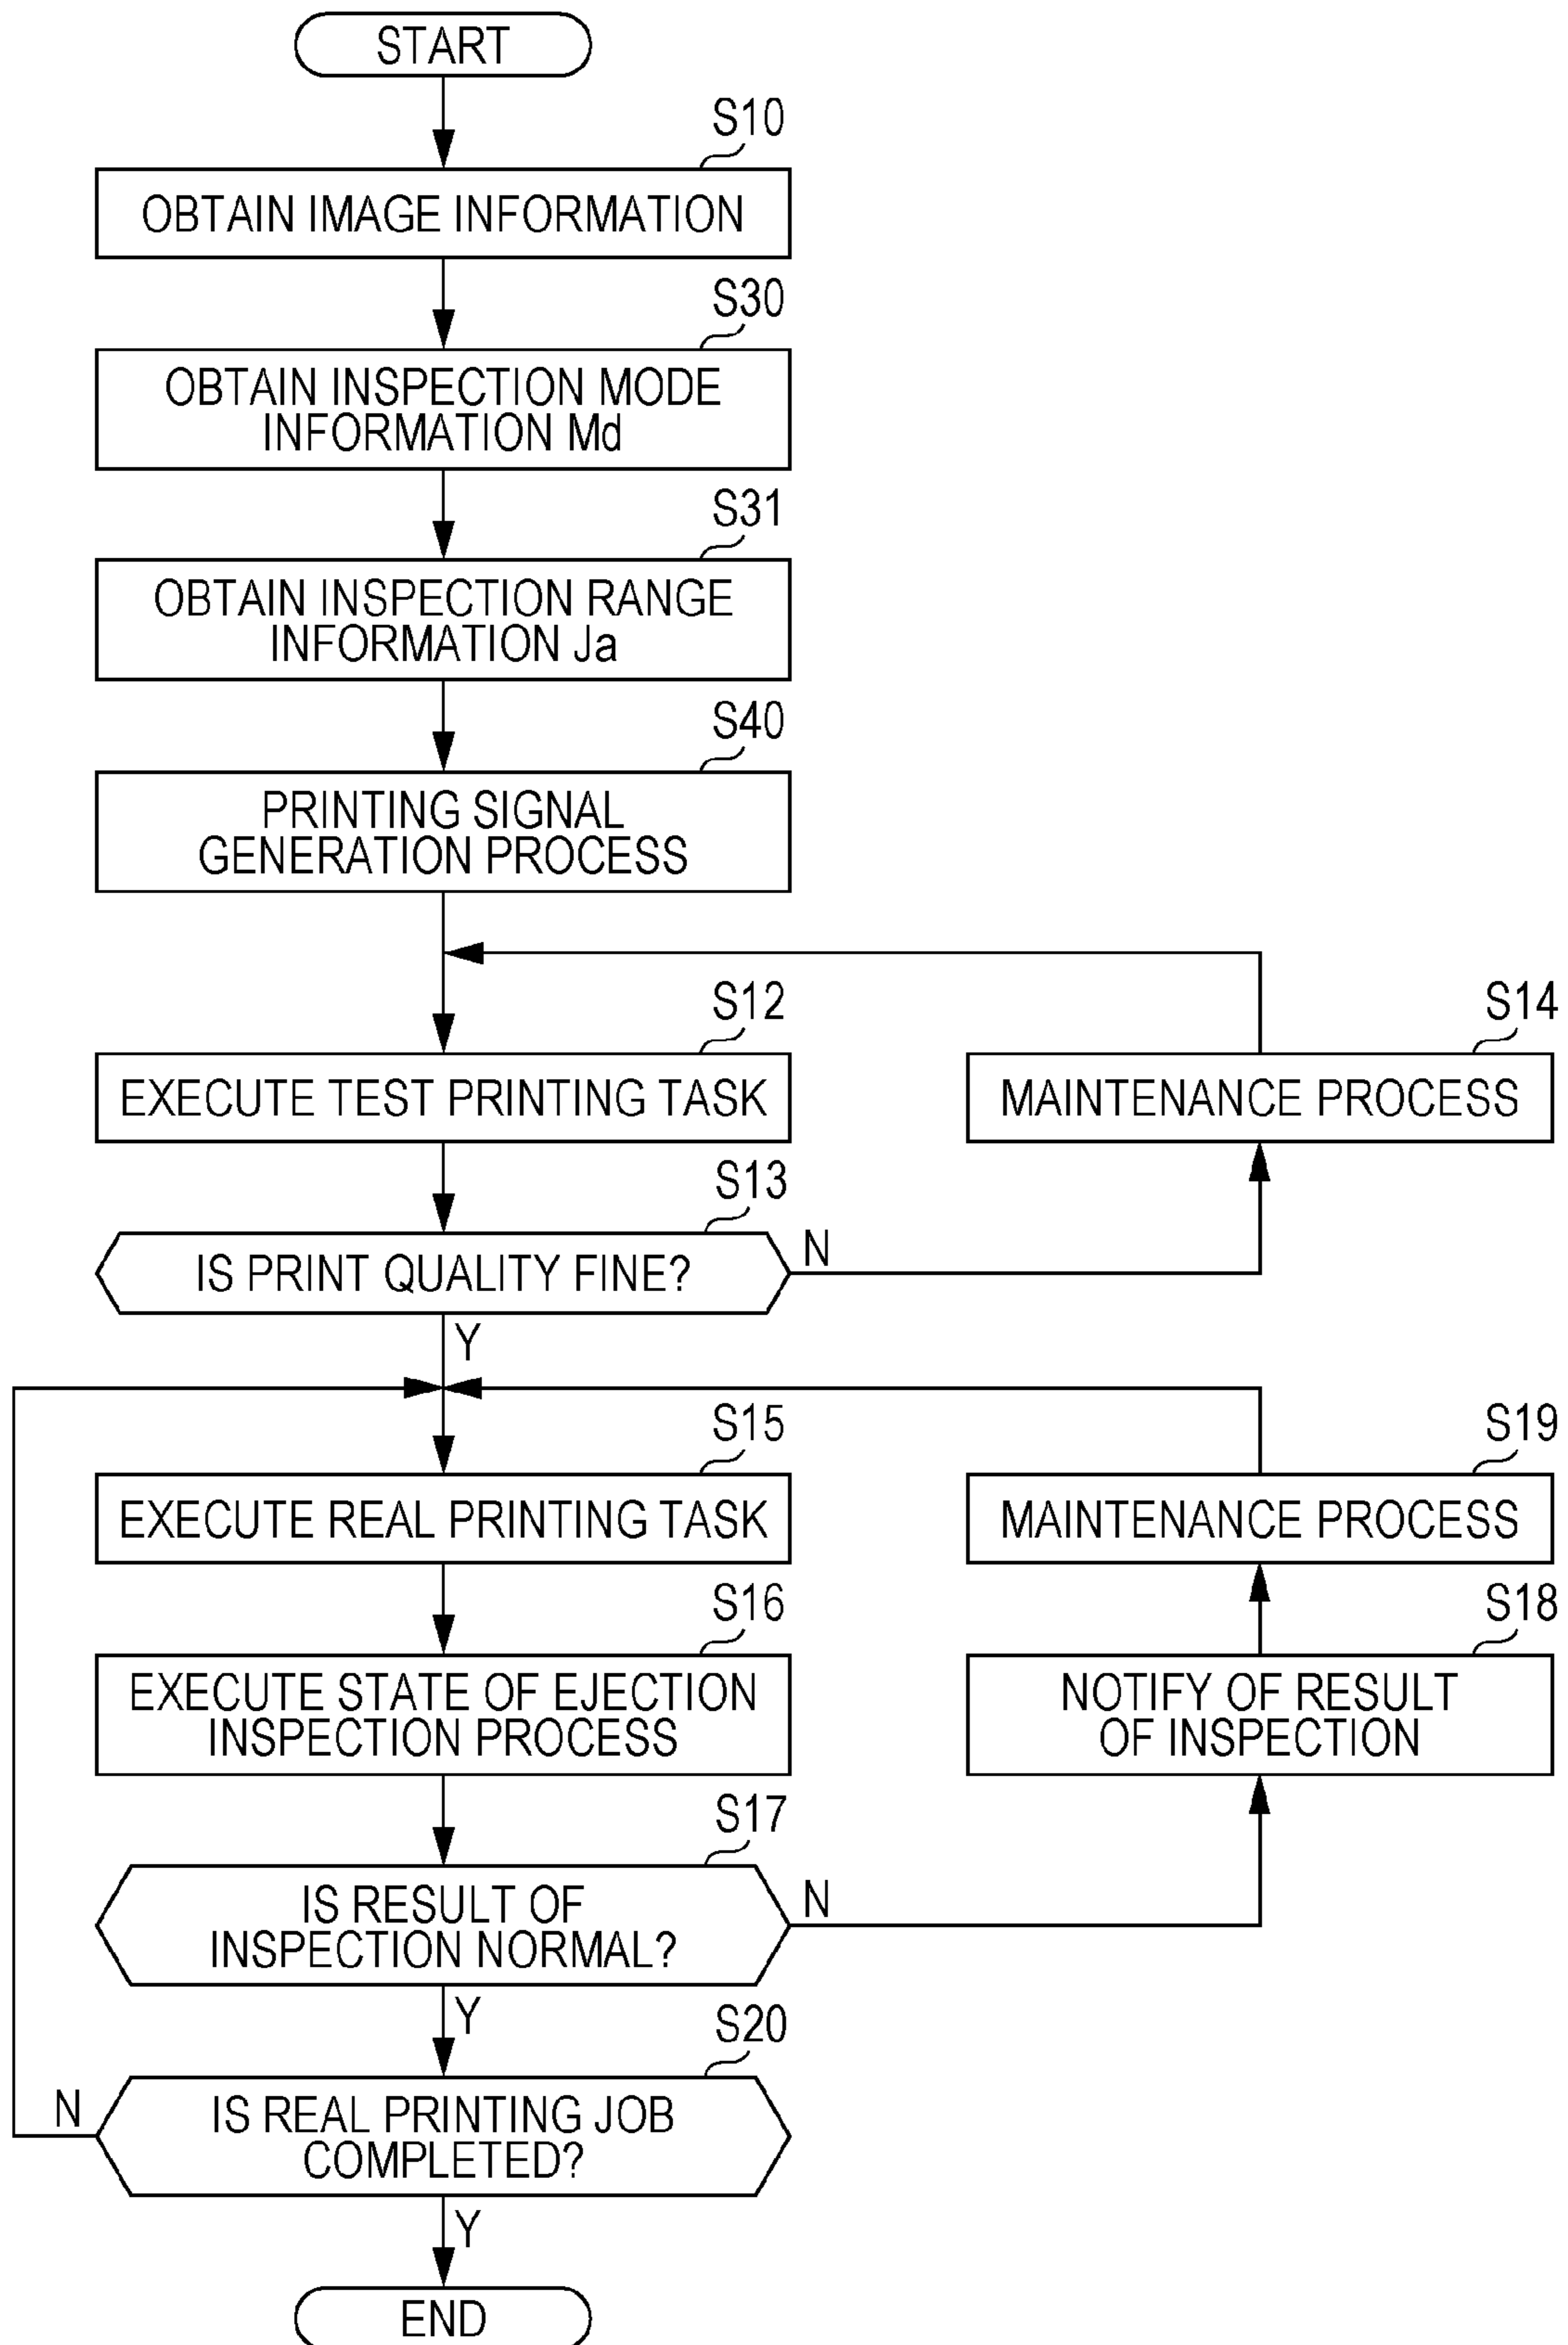 START
S10
OBTAIN IMAGE INFORMATION
S30
OBTAIN INSPECTION MODE
INFORMATION Md
S31
OBTAIN INSPECTION RANGE
INFORMATION Ja
S40
PRINTING SIGNAL
GENERATION PROCESS
S12
EXECUTE TEST PRINTING TASK
S14
MAINTENANCE PROCESS
S13
IS PRINT QUALITY FINE?
N
Y
S15
EXECUTE REAL PRINTING TASK
S19
MAINTENANCE PROCESS
S16
EXECUTE STATE OF EJECTION
INSPECTION PROCESS
S18
NOTIFY OF RESULT
OF INSPECTION
S17
IS RESULT OF
INSPECTION NORMAL?
N
Y
S20
IS REAL PRINTING JOB
COMPLETED?
N
Y
END